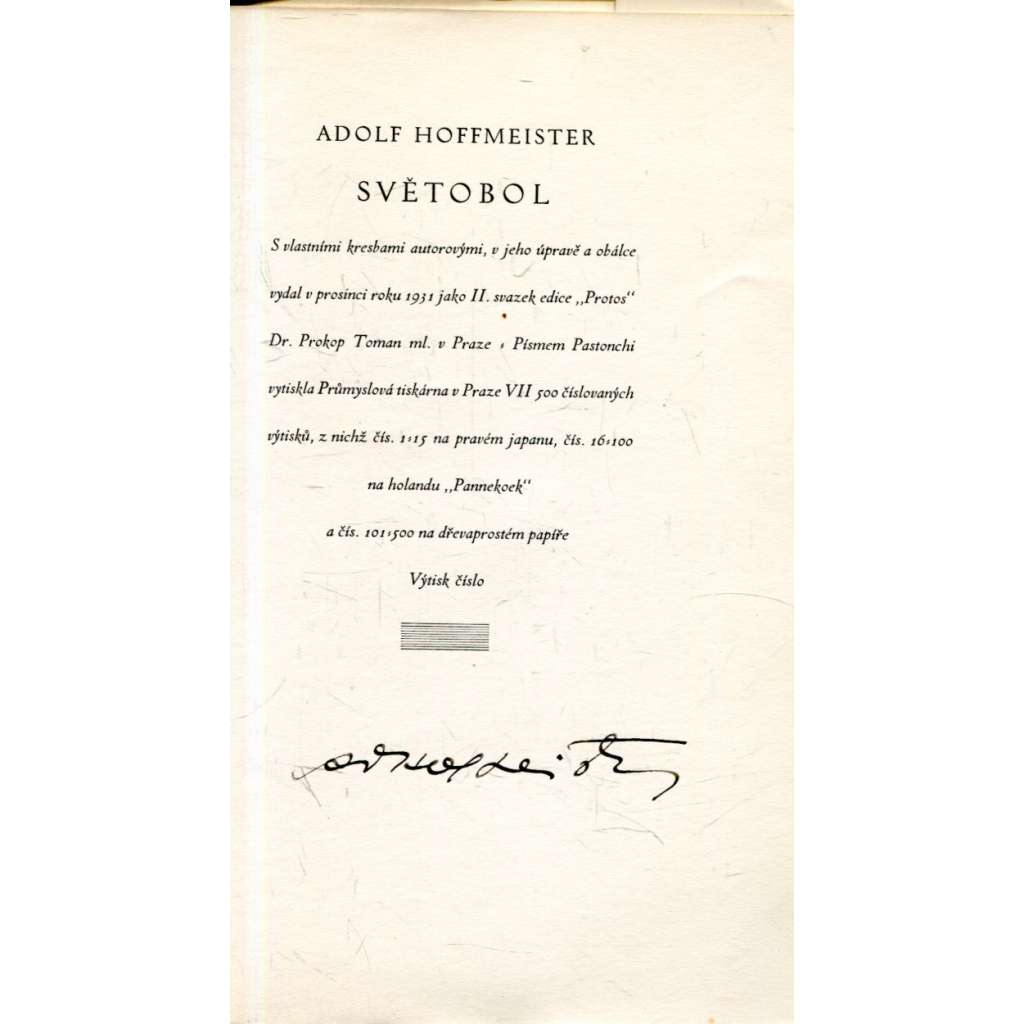 ADOLF HOFFMEISTER
SVĚTOBOL
S vlastními kresbami autorovými, v jeho úpravě a obálce
vydal v prosinci roku 1931 jako II. svazek edice „Protos“
Dr. Prokop Toman ml. v Praze : Písmem Pastonchi
vytiskla Průmyslová tiskárna v Praze VII 500 číslovaných
výtisků, z nichž čís. 1:15 na pravém japanu, čís. 16:100
na holandu „Pannekoek“
a čís. 101:500 na dřevaprostém papíře
Výtisk číslo